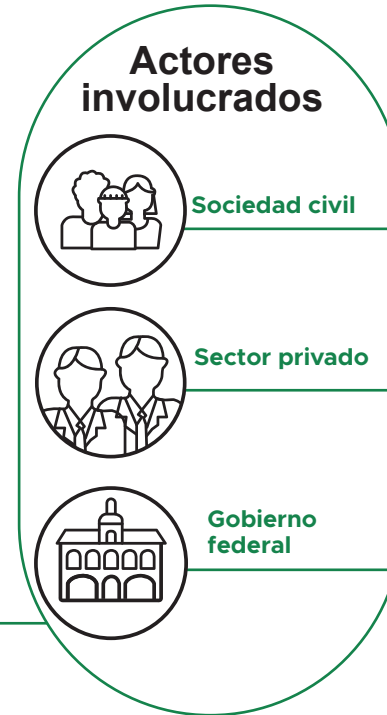 Actores
involucrados
Sociedad civil
Sector privado
Gobierno
federal